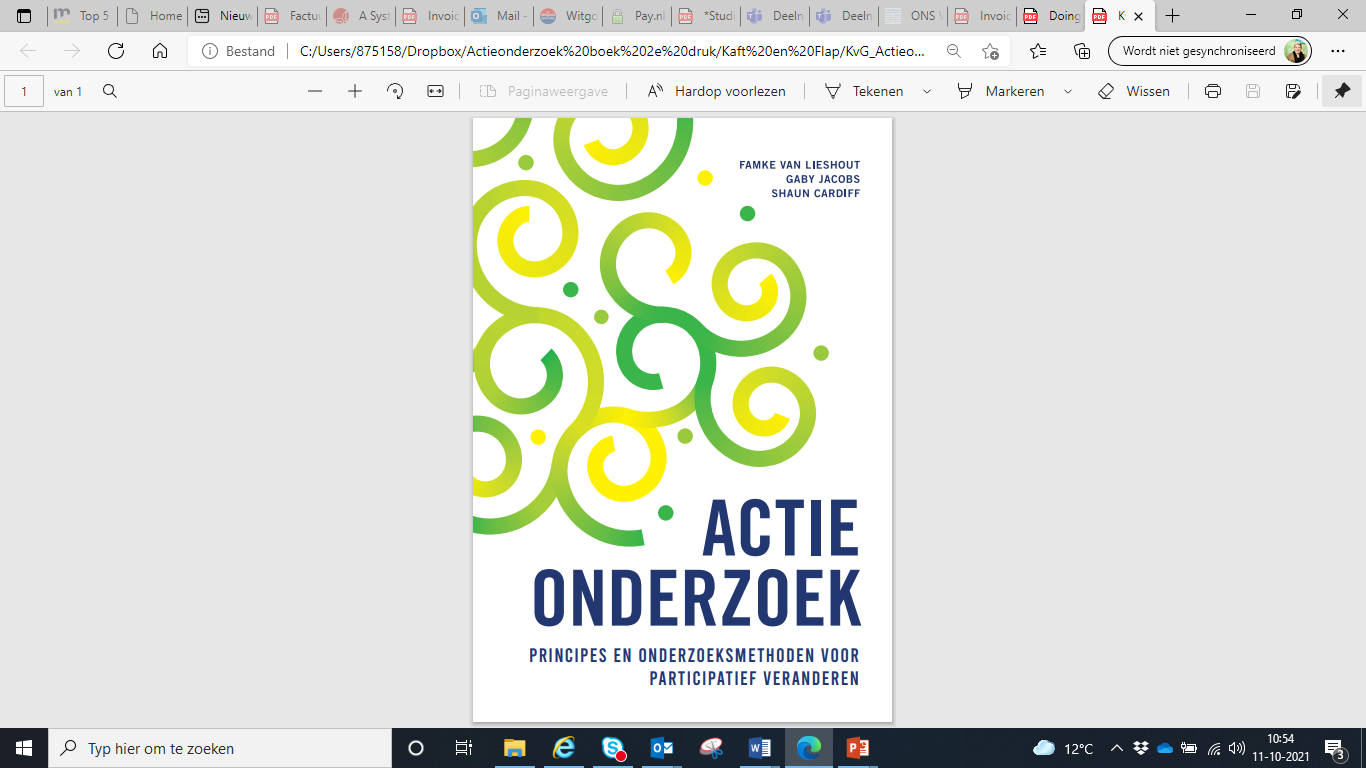 Top 5
Home
Nieuw
Factuu
A Syst
Invoic
Mail -
Witgo
Pay.nl
*Studi
Deeln
Deeln
ONS
Invoic
Doing
K
Bestand
C:/Users/875158/Dropbox/Actieonderzoek%20boek%202e%20druk/Kaft%20en%20Flap/KvG_Actieo...
Wordt niet gesynchroniseerd
1
van 1
Paginaweergave
Hardop voorlezen
Tekenen
Markeren
Wissen
FAMKE VAN LIESHOUT
GABY JACOBS
SHAUN CARDIFF
ACTIE
ONDERZOEK
PRINCIPES EN ONDERZOEKSMETHODEN VOOR
PARTICIPATIEF VERANDEREN
Typ hier om te zoeken
12°C
10:54
11-10-2021
3